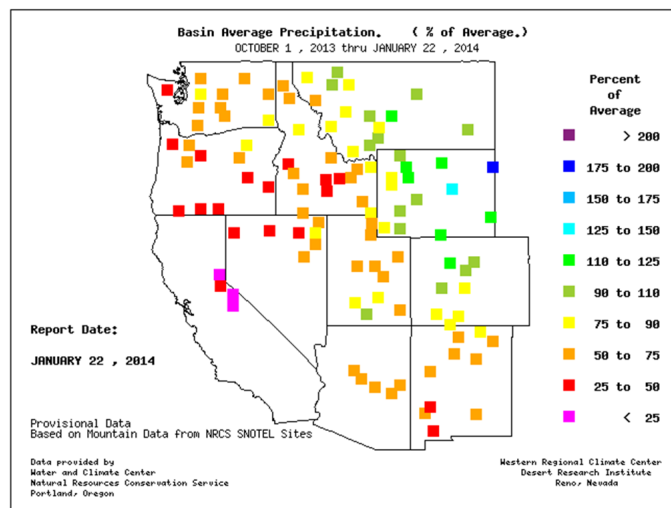 Basin Average Precipitation. ( % of Average.)
OCTOBER 1 , 2013 thru JANUARY 22 , 2014
Percent
of
Average
> 200
175 to 200
150 to 175
125 to 150
110 to 125
90 to 110
75 to 90
50 to 75
25 to 50
< 25
Report Date:
JANUARY 22 , 2014
Provisional Data
Based on Mountain Data from NRCS SNOTEL Sites
Data provided by
Water and Climate Center
Natural Resources Conservation Service
Portland, Oregon
Western Regional Climate Center
Desert Research Institute
Reno, Nevada